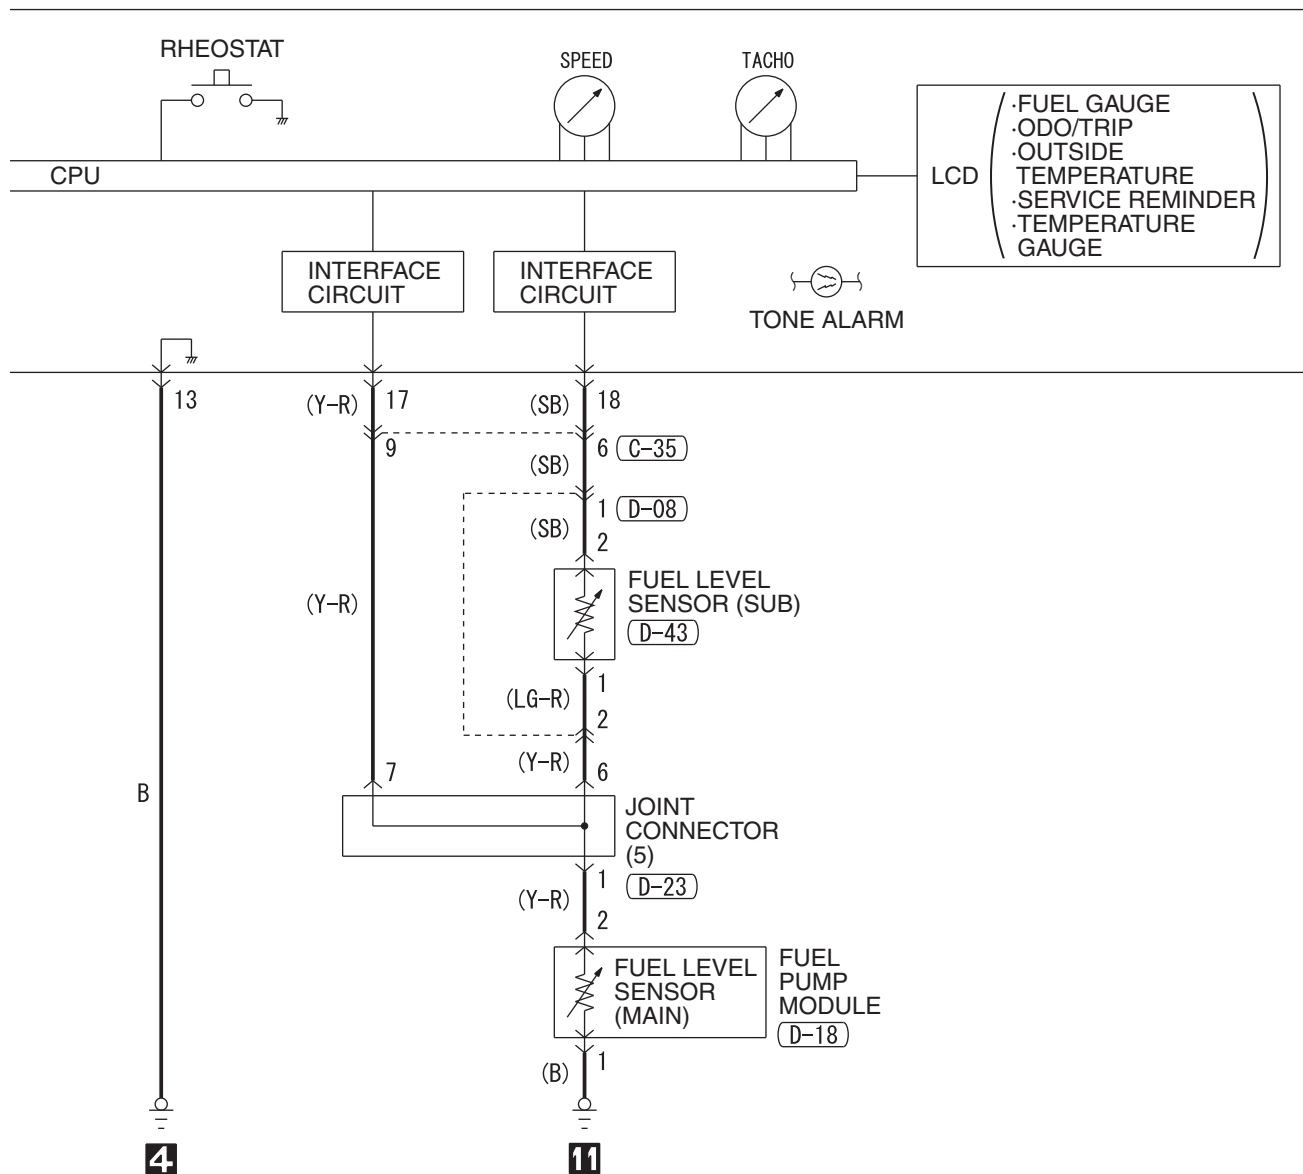 RHEOSTAT
SPEED
TACHO
CPU
LCD
·FUEL GAUGE
·ODO/TRIP
·OUTSIDE
TEMPERATURE
·SERVICE REMINDER
·TEMPERATURE
GAUGE
INTERFACE
CIRCUIT
INTERFACE
CIRCUIT
TONE ALARM
13
(Y-R)
17
(SB)
18
9
6
C-35
(SB)
1
D-08
(SB)
2
FUEL LEVEL
SENSOR (SUB)
D-43
(Y-R)
1
(LG-R)
2
(Y-R)
7
6
B
JOINT
CONNECTOR
(5)
D-23
1
(Y-R)
2
FUEL LEVEL
SENSOR
(MAIN)
FUEL
PUMP
MODULE
D-18
1
(B)
4
11